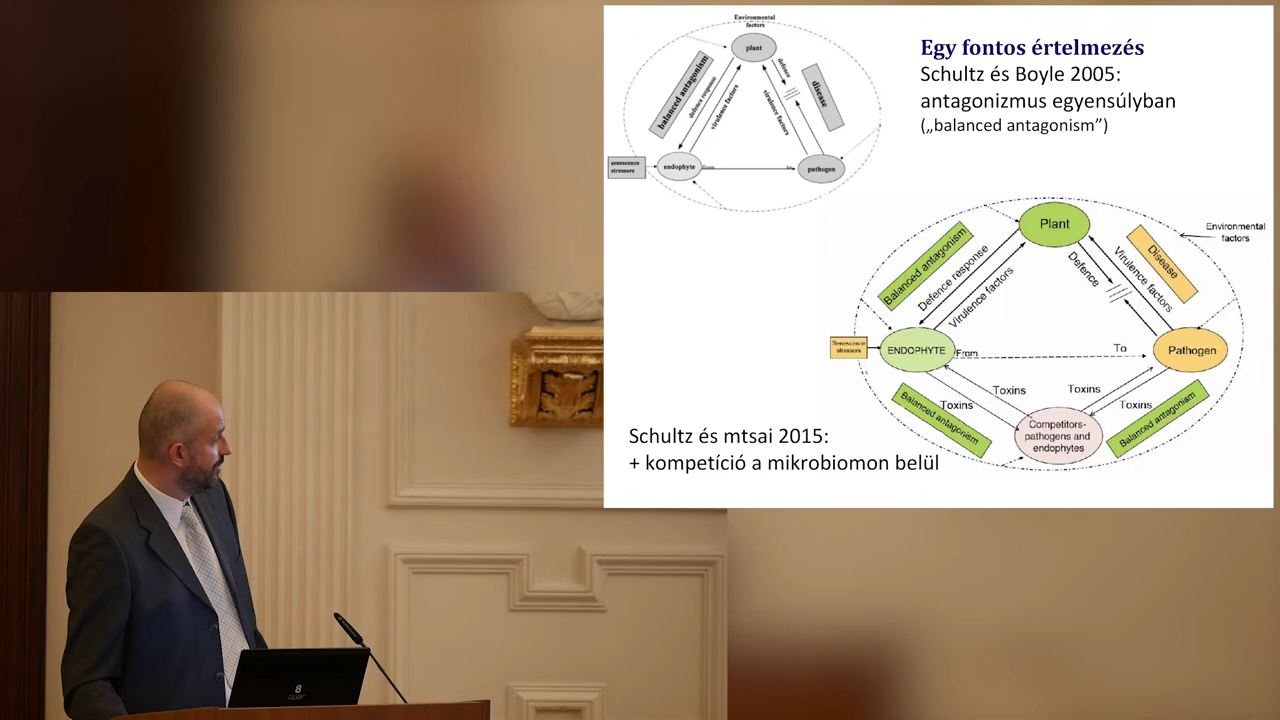 Environmental
factors
plant
balanced antagonism
defence response
virulence factors
defence
virulence factors
disease
senescence
stressors
endophyte
From
to
pathogen
Egy fontos értelmezés
Schultz és Boyle 2005:
antagonizmus egyensúlyban
(„balanced antagonism”)
Plant
Environmental
factors
Balanced antagonism
Defence response
Virulence factors
Defence
Virulence factors
Disease
Senescence
stressors
ENDOPHYTE
From
To
Pathogen
Toxins
Toxins
Toxins
Toxins
Balanced antagonism
Competitors-
pathogens and
endophytes
Balanced antagonism
Schultz és mtsai 2015:
+ kompetíció a mikrobiomon belül